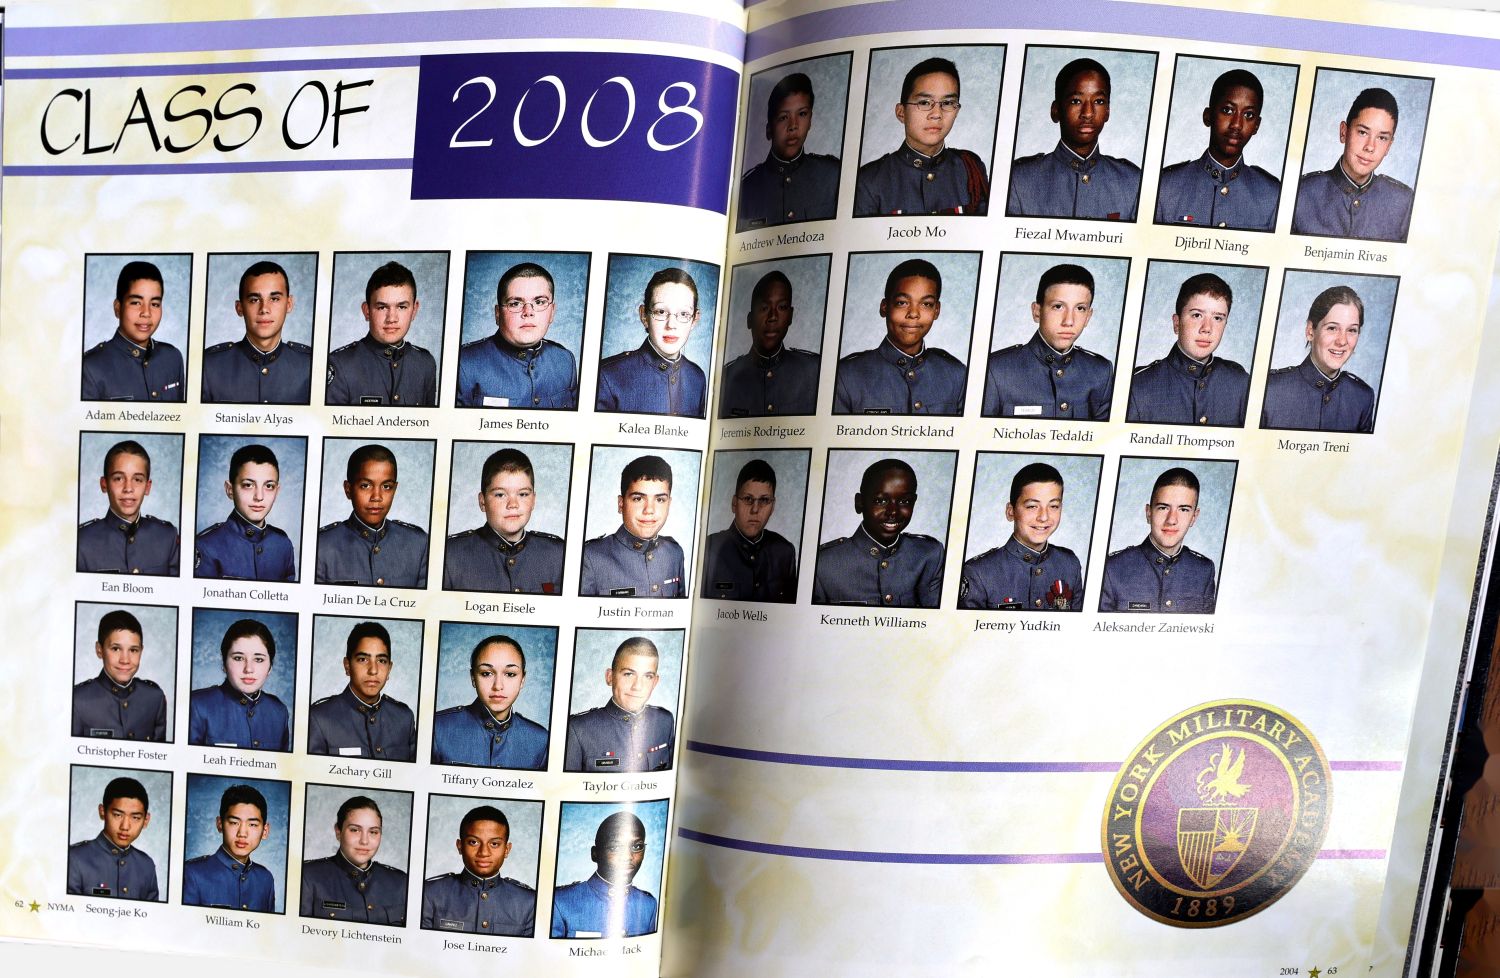 CLASS OF 2008
Adam Abedelazeez
Stanislav Alyas
Michael Anderson
James Bento
Kalea Blanke
Ean Bloom
Jonathan Colletta
Julian De La Cruz
Logan Eisele
Justin Forman
Christopher Foster
Leah Friedman
Zachary Gill
Tiffany Gonzalez
Taylor Grabus
Seong-jae Ko
William Ko
Devory Lichtenstein
Jose Linarez
62 NYMA
Andrew Mendoza
Jacob Mo
Fiezal Mwamburi
Djibril Niang
Benjamin Rivas
Jeremis Rodriguez
Brandon Strickland
Nicholas Tedaldi
Randall Thompson
Morgan Treni
Jacob Wells
Kenneth Williams
Jeremy Yudkin
Aleksander Zaniewski
NEW YORK MILITARY ACADEMY
1889
2004 63